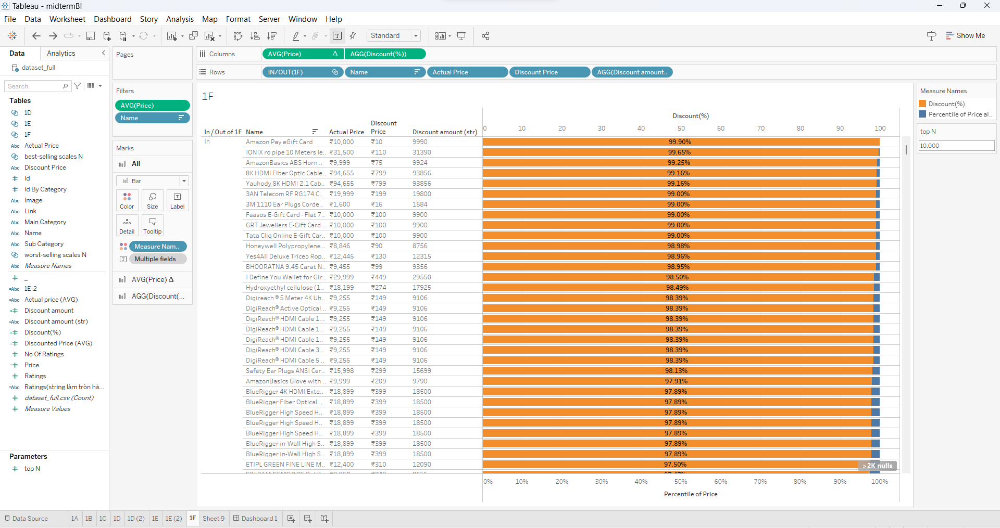 Tableau - midtermBI
File Data Worksheet Dashboard Story Analysis Map Format Server Window Help
Standard
Show Me
Data Analytics
dataset_full
Search
Tables
1D
1E
1F
Abc Actual Price
best-selling scales N
Abc Discount Price
# Id
# Id By Category
Abc Image
Abc Link
Abc Main Category
Abc Name
Abc Sub Category
worst-selling scales N
Abc Measure Names
# _
=Abc 1E-2
=Abc Actual price (AVG)
=# Discount amount
=Abc Discount amount (str)
=# Discount(%)
=# Discounted Price (AVG)
# No Of Ratings
=# Price
# Ratings
=Abc Ratings(string làm tròn hà...
# dataset_full.csv (Count)
# Measure Values
Parameters
# top N
Pages
Filters
AVG(Price)
Name
Marks
All
Bar
Color Size Label
Detail Tooltip
Measure Nam..
Multiple fields
AVG(Price) Δ
AGG(Discount(...
Columns AVG(Price) Δ AGG(Discount(%))
Rows IN/OUT(1F) Name Actual Price Discount Price AGG(Discount amount..
1F
Discount(%)
0 10 20 30 40 50 60 70 80 90 100
In / Out of 1F Name Actual Price Discount Price Discount amount (str)
In Amazon Pay eGift Card ₹10,000 ₹10 9990 99.90%
IONIX ro pipe 10 Meters le.. ₹31,500 ₹110 31390 99.65%
AmazonBasics ABS Horn .. ₹9,999 ₹75 9924 99.25%
8K HDMI Fiber Optic Cable.. ₹94,655 ₹799 93856 99.16%
Yauhody 8K HDMI 2.1 Cab.. ₹94,655 ₹799 93856 99.16%
3AN Telecom RF RG174 C.. ₹19,999 ₹199 19800 99.00%
3M 1110 Ear Plugs Corde.. ₹1,600 ₹16 1584 99.00%
Faasos E-Gift Card - Flat 7.. ₹10,000 ₹100 9900 99.00%
GRT Jewellers E-Gift Card .. ₹10,000 ₹100 9900 99.00%
Tata Cliq Online E-Gift Car.. ₹10,000 ₹100 9900 99.00%
Honeywell Polypropylene .. ₹8,846 ₹90 8756 98.98%
Yes4All Deluxe Tricep Rop.. ₹12,445 ₹130 12315 98.96%
BHOORATNA 9.45 Carat N.. ₹9,455 ₹99 9356 98.95%
I Define You Wallet for Gir.. ₹29,999 ₹449 29550 98.50%
Hydroxyethyl cellulose (1.. ₹18,199 ₹274 17925 98.49%
Digireach ® 5 Meter 4K Uh.. ₹9,255 ₹149 9106 98.39%
DigiReach® Active Optical .. ₹9,255 ₹149 9106 98.39%
DigiReach® HDMI Cable 1... ₹9,255 ₹149 9106 98.39%
DigiReach® HDMI Cable 1.. ₹9,255 ₹149 9106 98.39%
DigiReach® HDMI Cable 1.. ₹9,255 ₹149 9106 98.39%
DigiReach® HDMI Cable 3 .. ₹9,255 ₹149 9106 98.39%
DigiReach® HDMI Cable 5 .. ₹9,255 ₹149 9106 98.39%
Safety Ear Plugs ANSI Cer.. ₹15,998 ₹299 15699 98.13%
AmazonBasics Glove with .. ₹9,999 ₹209 9790 97.91%
BlueRigger 4K HDMI Exte.. ₹18,899 ₹399 18500 97.89%
BlueRigger Fiber Optical .. ₹18,899 ₹399 18500 97.89%
BlueRigger High Speed H.. ₹18,899 ₹399 18500 97.89%
BlueRigger High Speed H.. ₹18,899 ₹399 18500 97.89%
BlueRigger High Speed H.. ₹18,899 ₹399 18500 97.89%
BlueRigger in-Wall High S.. ₹18,899 ₹399 18500 97.89%
BlueRigger in-Wall High S.. ₹18,899 ₹399 18500 97.89%
ETIPL GREEN FINE LINE M.. ₹12,400 ₹310 12090 97.50%
>2K nulls
0% 10% 20% 30% 40% 50% 60% 70% 80% 90% 100%
Percentile of Price
Measure Names
Discount(%)
Percentile of Price al..
top N
10,000
Data Source 1A 1B 1C 1D 1D (2) 1E 1E (2) 1F Sheet 9 Dashboard 1